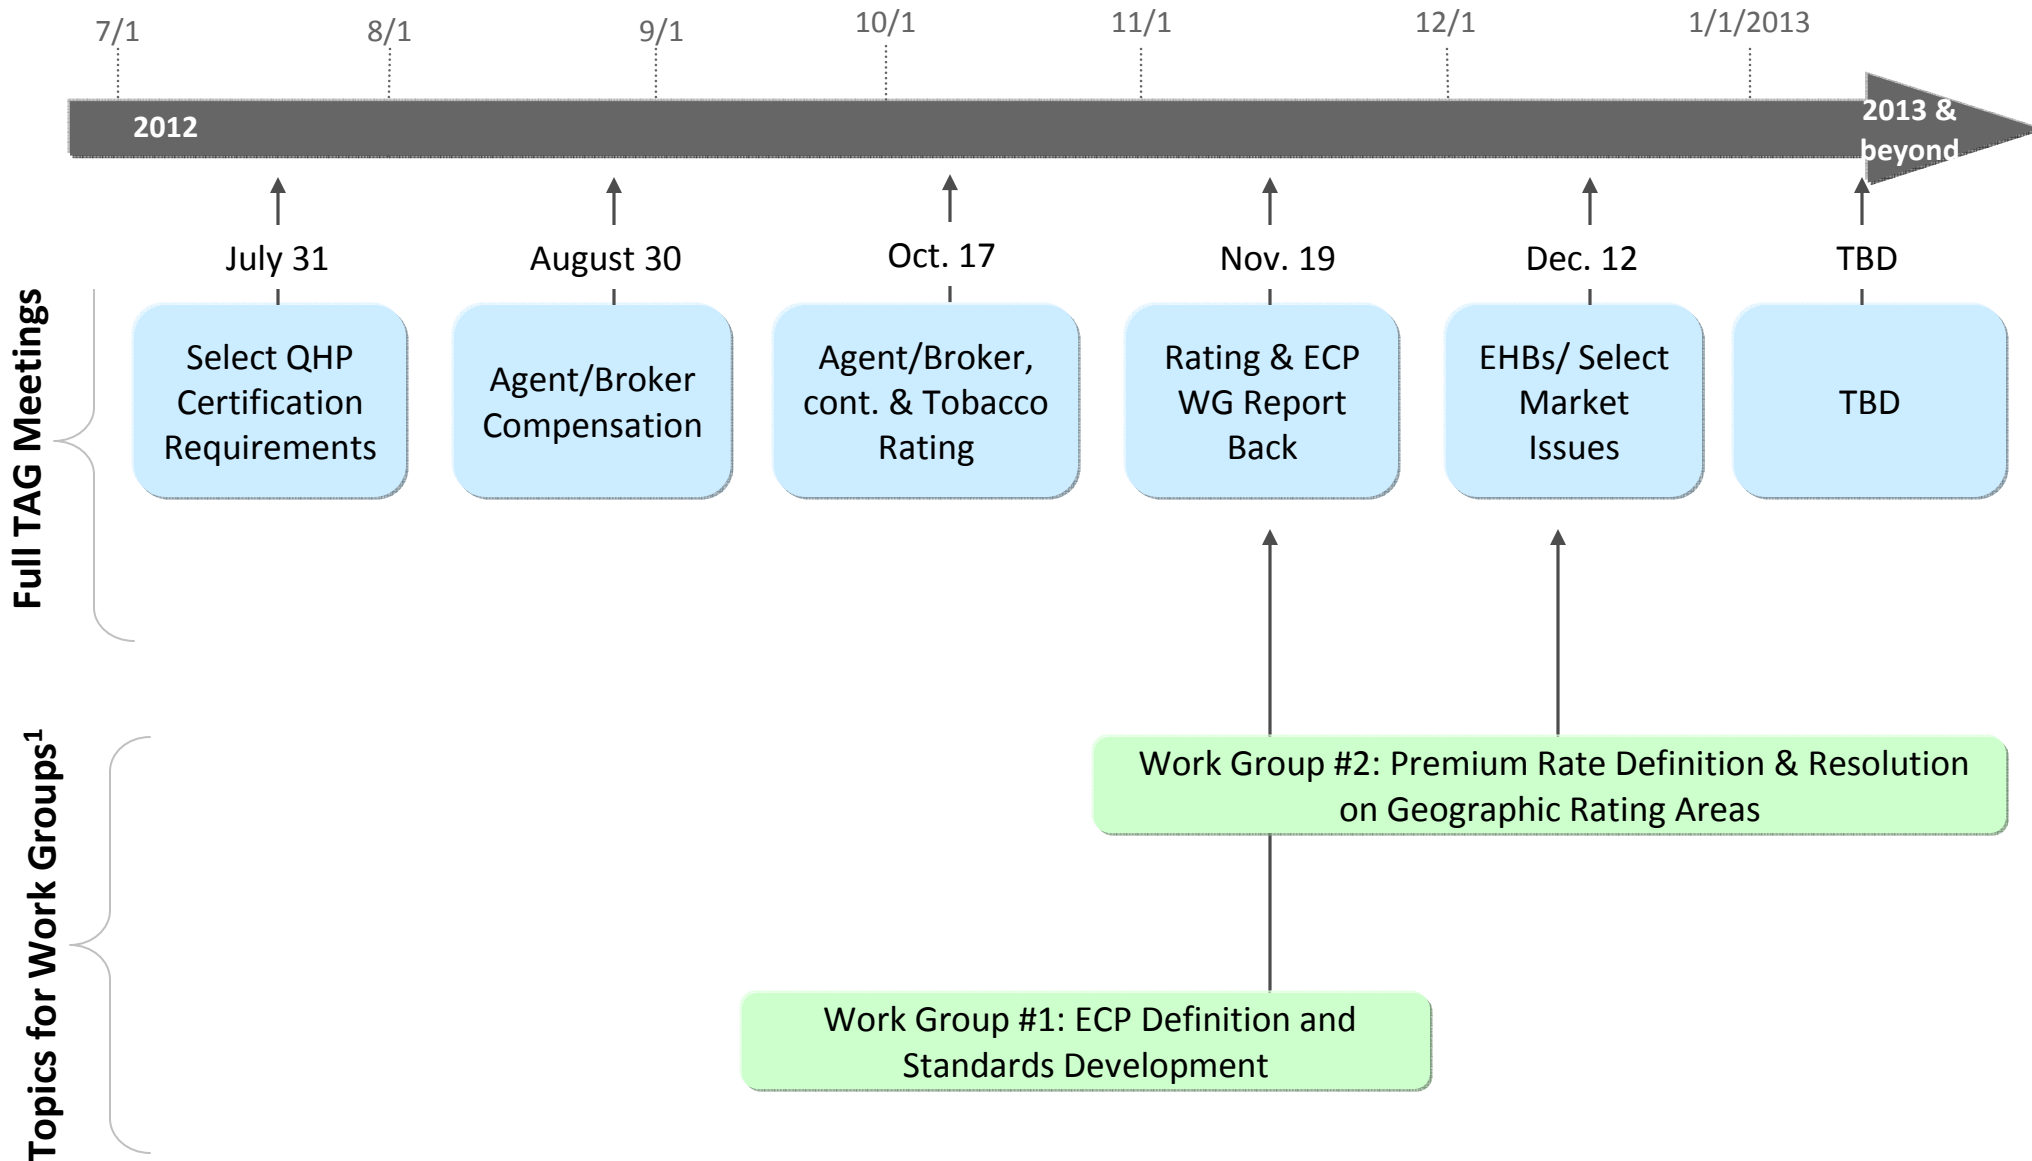 7/1
8/1
9/1
10/1
11/1
12/1
1/1/2013
2012
2013 &
beyond
Full TAG Meetings
July 31
August 30
Oct. 17
Nov. 19
Dec. 12
TBD
Select QHP
Certification
Requirements
Agent/Broker
Compensation
Agent/Broker,
cont. & Tobacco
Rating
Rating & ECP
WG Report
Back
EHBs/ Select
Market
Issues
TBD
Topics for Work Groups¹
Work Group #2: Premium Rate Definition & Resolution
on Geographic Rating Areas
Work Group #1: ECP Definition and
Standards Development